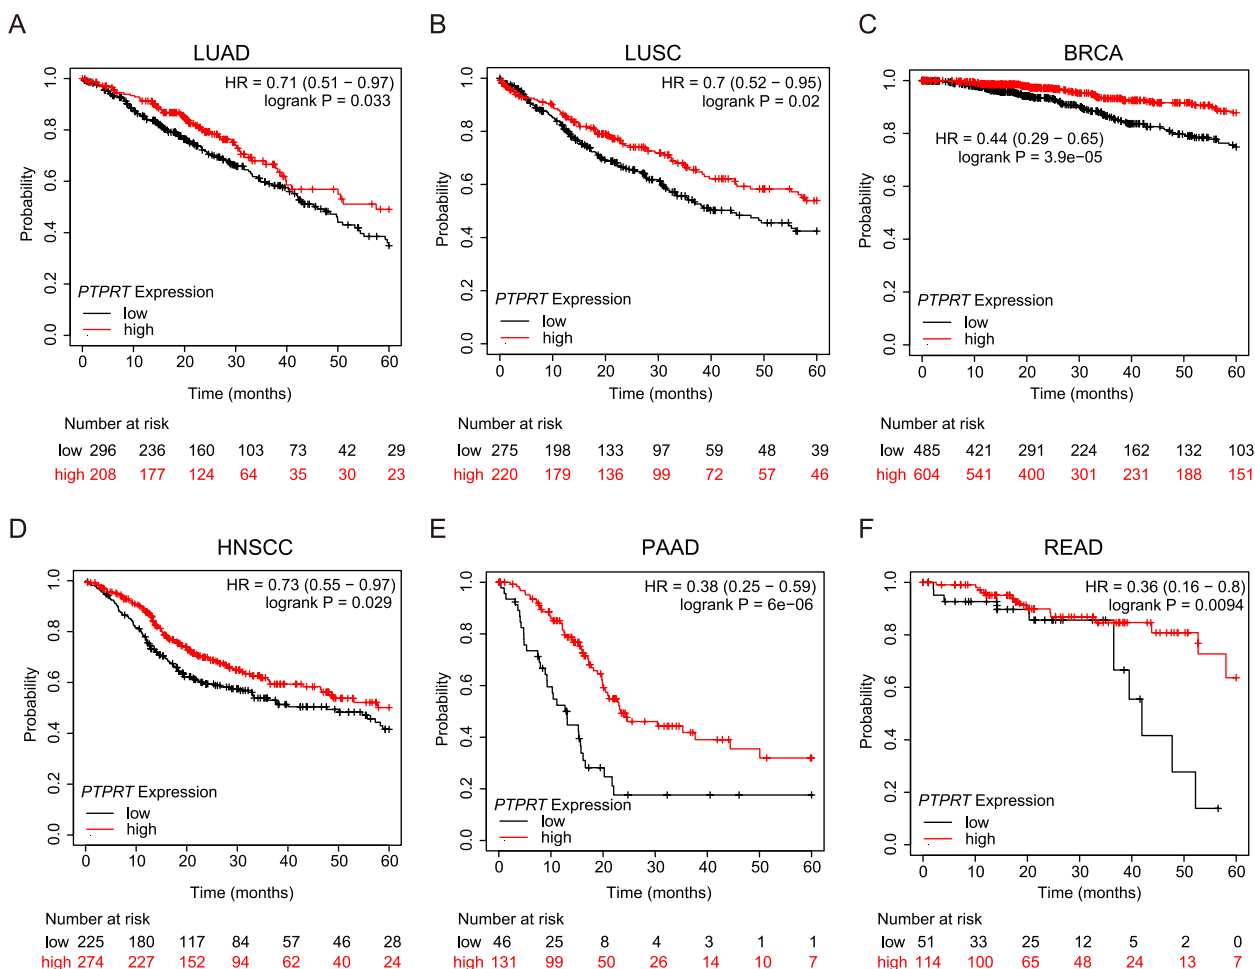 A
LUAD
HR = 0.71 (0.51 − 0.97)
logrank P = 0.033
Probability
1.0
0.8
0.6
0.4
0.2
0.0
PTPRT Expression
low
high
0 10 20 30 40 50 60
Time (months)
Number at risk
low 296 236 160 103 73 42 29
high 208 177 124 64 35 30 23
B
LUSC
HR = 0.7 (0.52 − 0.95)
logrank P = 0.02
Probability
1.0
0.8
0.6
0.4
0.2
0.0
PTPRT Expression
low
high
0 10 20 30 40 50 60
Time (months)
Number at risk
low 275 198 133 97 59 48 39
high 220 179 136 99 72 57 46
C
BRCA
HR = 0.44 (0.29 − 0.65)
logrank P = 3.9e−05
Probability
1.0
0.8
0.6
0.4
0.2
0.0
PTPRT Expression
low
high
0 10 20 30 40 50 60
Time (months)
Number at risk
low 485 421 291 224 162 132 103
high 604 541 400 301 231 188 151
D
HNSCC
HR = 0.73 (0.55 − 0.97)
logrank P = 0.029
Probability
1.0
0.8
0.6
0.4
0.2
0.0
PTPRT Expression
low
high
0 10 20 30 40 50 60
Time (months)
Number at risk
low 225 180 117 84 57 46 28
high 274 227 152 94 62 40 24
E
PAAD
HR = 0.38 (0.25 − 0.59)
logrank P = 6e−06
Probability
1.0
0.8
0.6
0.4
0.2
0.0
PTPRT Expression
low
high
0 10 20 30 40 50 60
Time (months)
Number at risk
low 46 25 8 4 3 1 1
high 131 99 50 26 14 10 7
F
READ
HR = 0.36 (0.16 − 0.8)
logrank P = 0.0094
Probability
1.0
0.8
0.6
0.4
0.2
0.0
PTPRT Expression
low
high
0 10 20 30 40 50 60
Time (months)
Number at risk
low 51 33 25 12 5 2 0
high 114 100 65 48 24 13 7